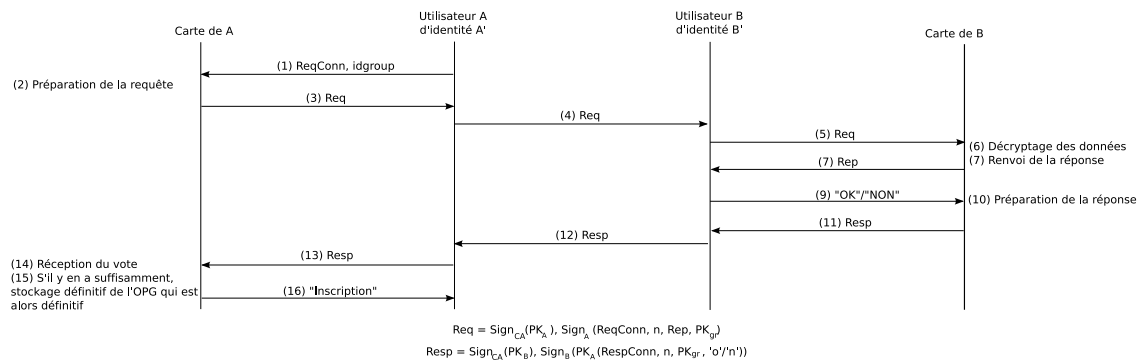 Carte de A
Utilisateur A
d'identité A'
Utilisateur B
d'identité B'
Carte de B
(1) ReqConn, idgroup
(2) Préparation de la requête
(3) Req
(4) Req
(5) Req
(6) Décryptage des données
(7) Rep
(7) Renvoi de la réponse
(9) "OK"/"NON"
(10) Préparation de la réponse
(11) Resp
(12) Resp
(13) Resp
(14) Réception du vote
(15) S'il y en a suffisamment,
stockage définitif de l'OPG qui est
alors définitif
(16) "Inscription"
Req = Sign_CA(PK_A), Sign_A(ReqConn, n, Rep, PK_gr)
Resp = Sign_CA(PK_B), Sign_B(PK_A(RespConn, n, PK_gr, 'o'/'n'))